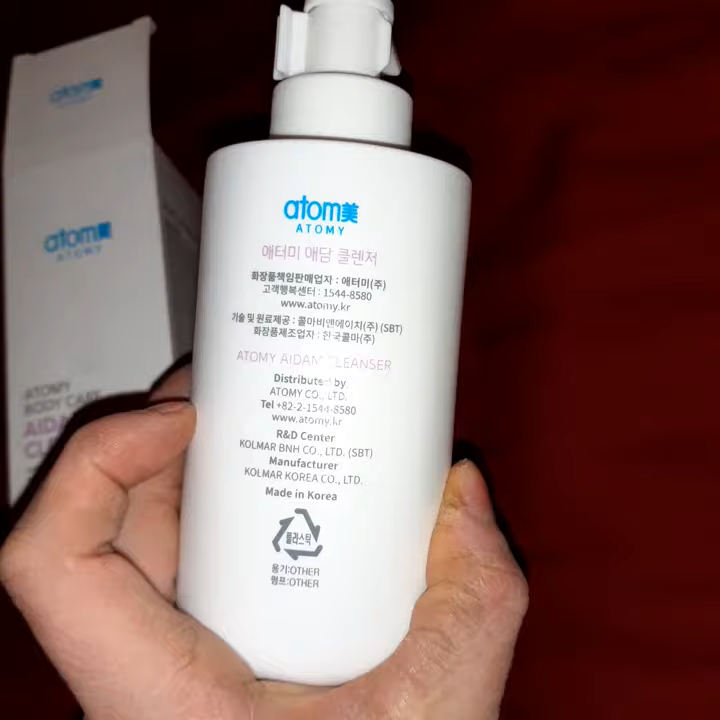 atom美
ATOMY
애터미 애담 클렌저
화장품책임판매업자 : 애터미(주)
고객행복센터 : 1544-8580
www.atomy.kr
기술 및 원료제공 : 콜마비앤에이치(주) (SBT)
화장품제조업자 : 한국콜마(주)
ATOMY AIDAM CLEANSER
Distributed by
ATOMY CO., LTD.
Tel +82-2-1544-8580
www.atomy.kr
R&D Center
KOLMAR BNH CO., LTD. (SBT)
Manufacturer
KOLMAR KOREA CO., LTD.
Made in Korea
플라스틱
용기:OTHER
펌프:OTHER
atom美
atom美
ATOMY
ATOMY
BODY CARE